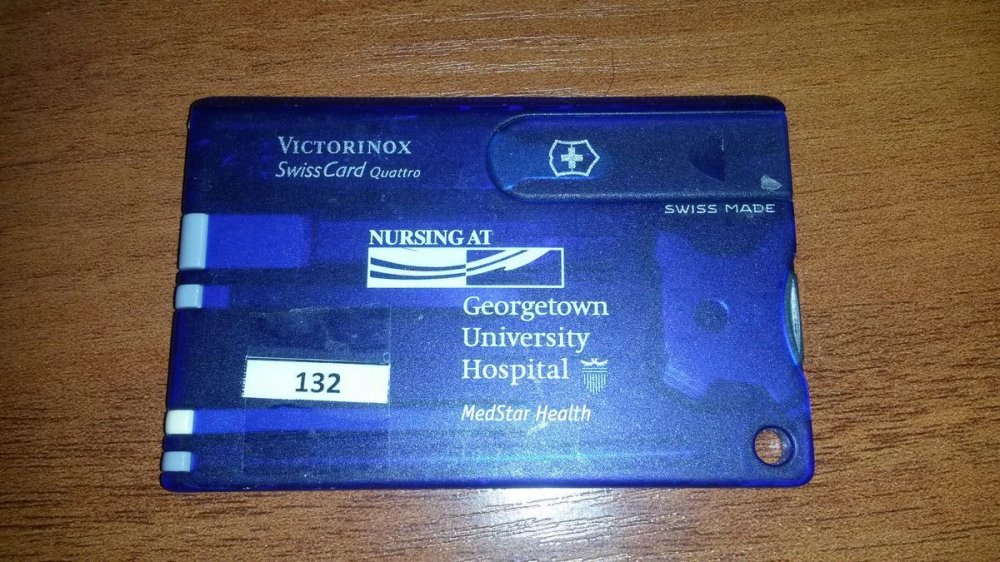 VICTORINOX
SwissCard Quattro
SWISS MADE
NURSING AT
Georgetown
University
Hospital
MedStar Health
132